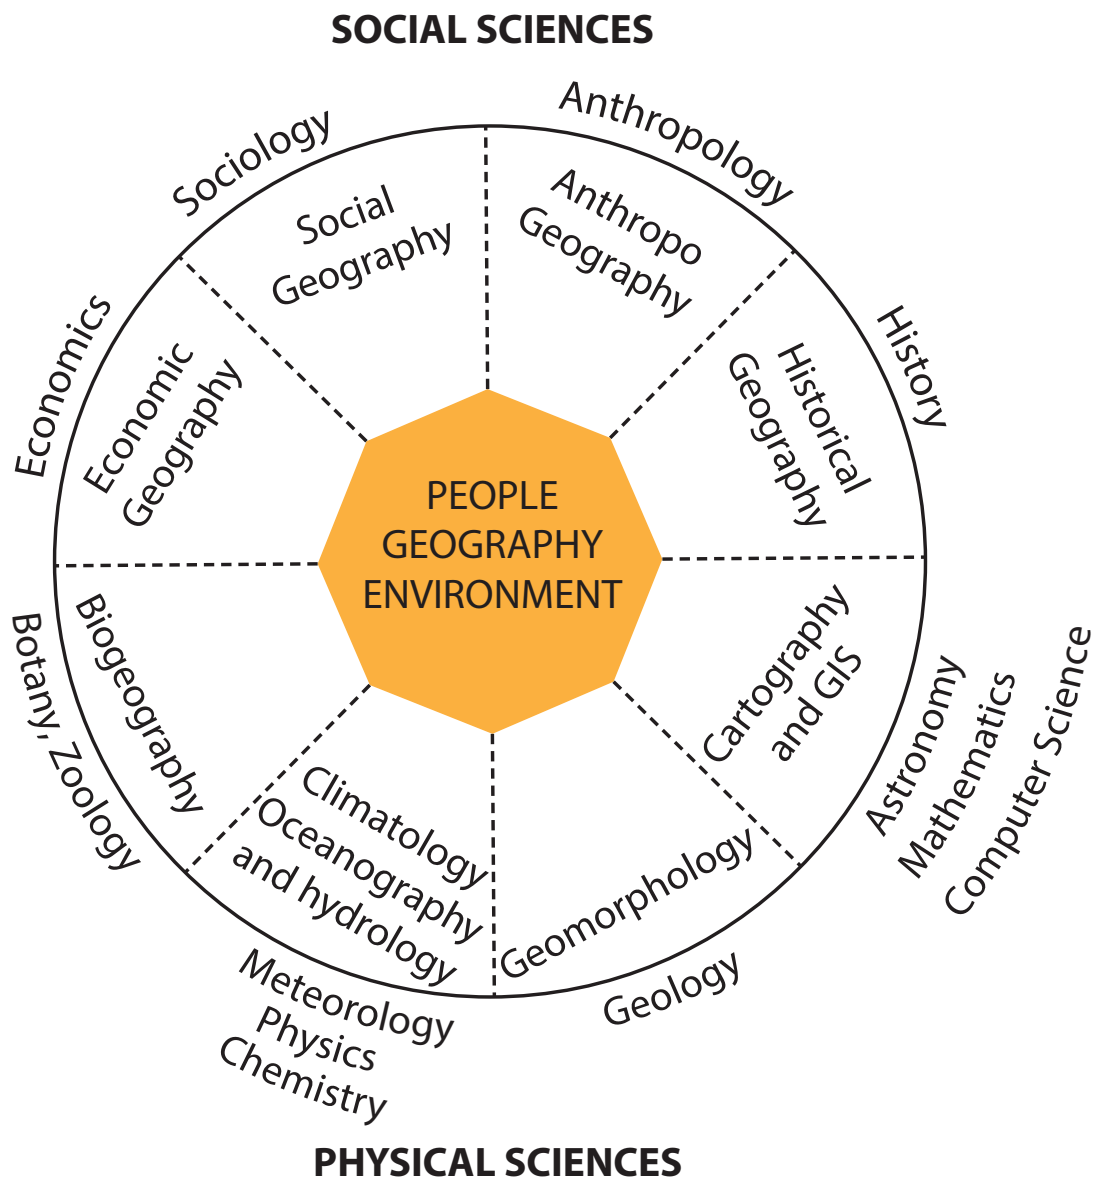 SOCIAL SCIENCES
Sociology
Anthropology
Social
Geography
Anthropo
Geography
Economics
Economic
Geography
History
Historical
Geography
PEOPLE
GEOGRAPHY
ENVIRONMENT
Botany, Zoology
Biogeography
Cartography
and GIS
Astronomy
Mathematics
Computer Science
Climatology
Oceanography
and hydrology
Geomorphology
Meteorology
Physics
Chemistry
Geology
PHYSICAL SCIENCES